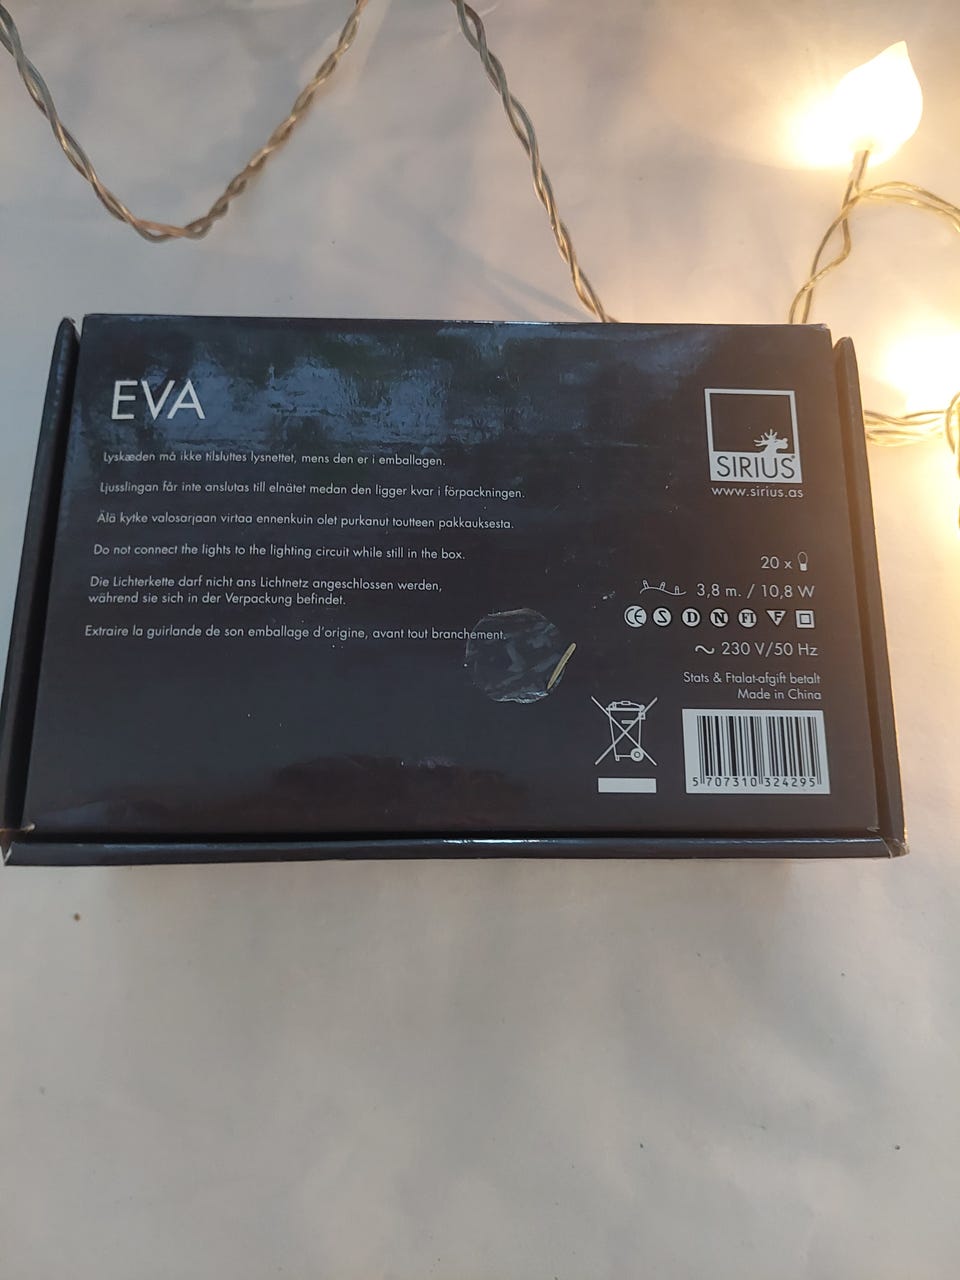 EVA
Lyskæden må ikke tilsluttes lysnettet, mens den er i emballagen.
Ljusslingan får inte anslutas till elnätet medan den ligger kvar i förpackningen.
Älä kytke valosarjaan virtaa ennenkuin olet purkanut toutteen pakkauksesta.
Do not connect the lights to the lighting circuit while still in the box.
Die Lichterkette darf nicht ans Lichtnetz angeschlossen werden,
während sie sich in der Verpackung befindet.
Extraire la guirlande de son emballage d'origine, avant tout branchement.
SIRIUS®
www.sirius.as
20 x
3,8 m. / 10,8 W
CE S D N FI F
~ 230 V/50 Hz
Stats & Ftalat-afgift betalt
Made in China
5 707310 324295